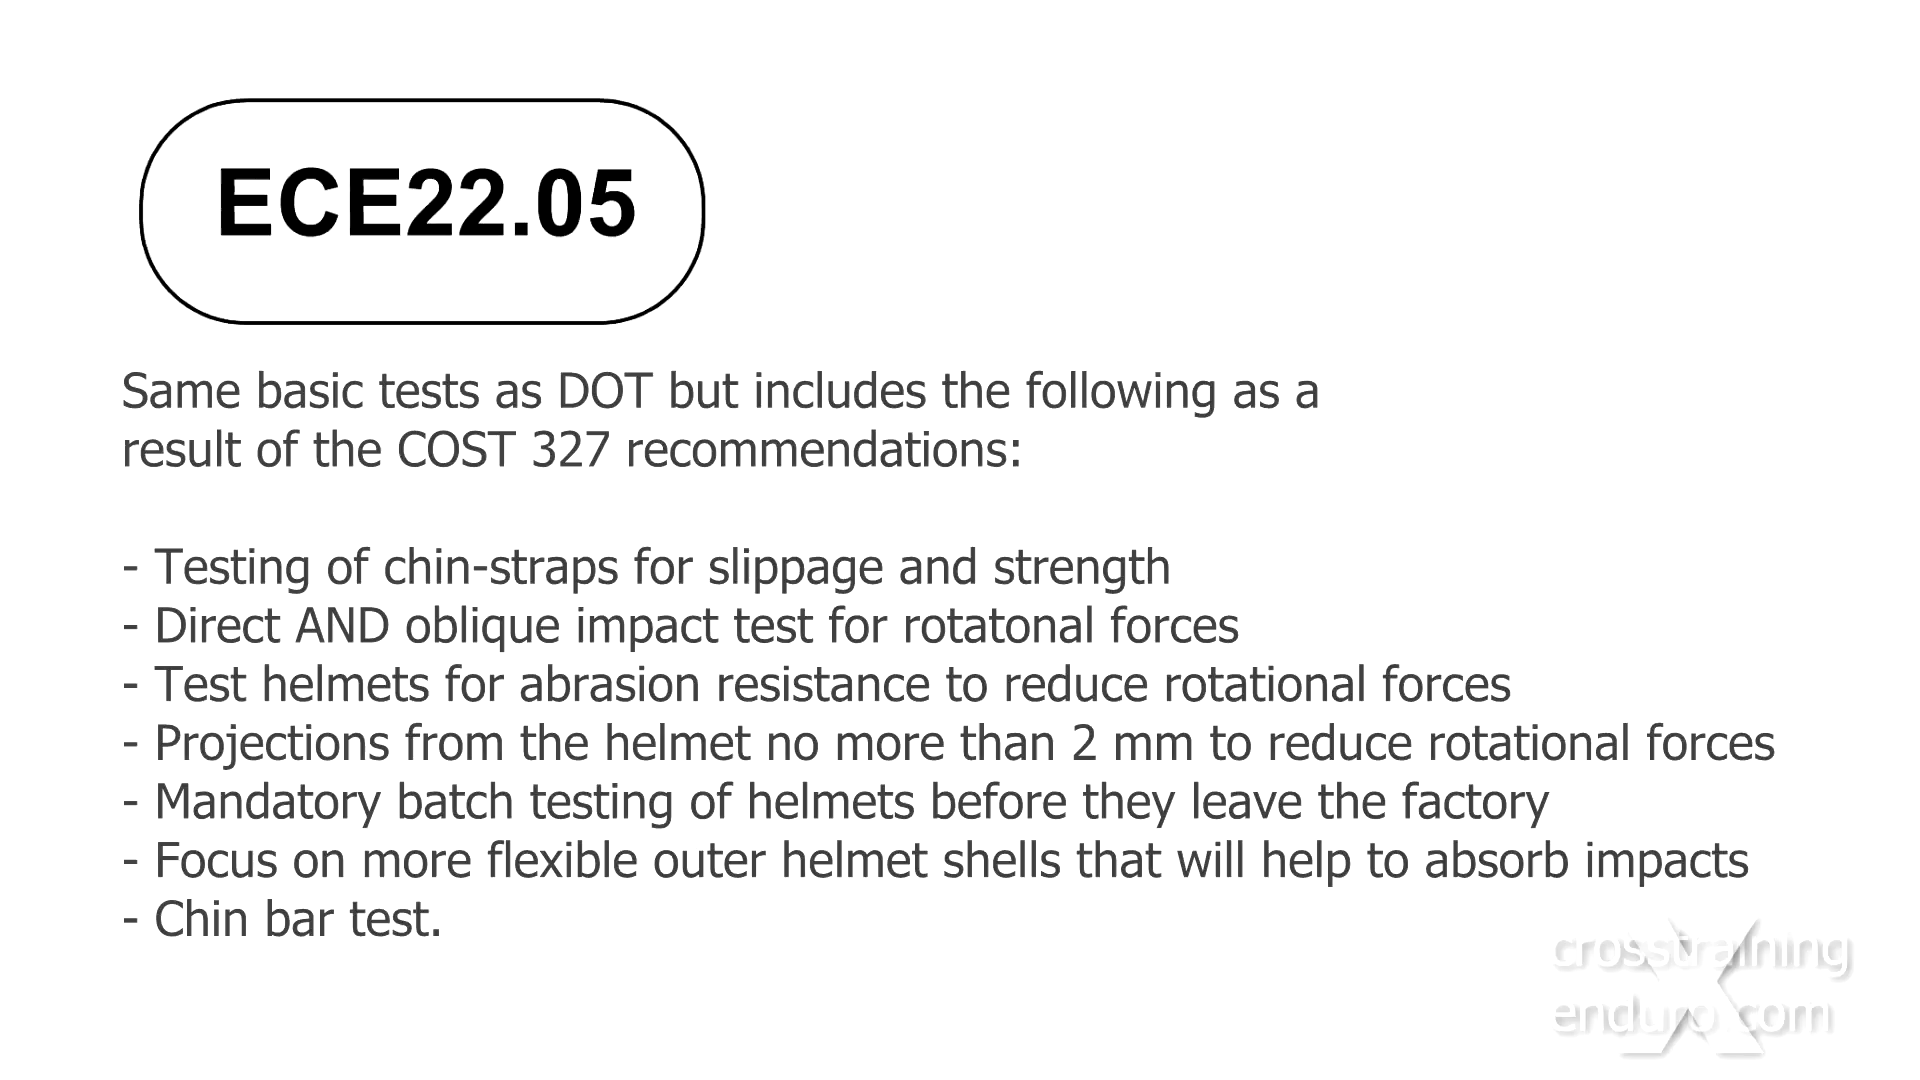 ECE22.05
Same basic tests as DOT but includes the following as a
result of the COST 327 recommendations:
- Testing of chin-straps for slippage and strength
- Direct AND oblique impact test for rotatonal forces
- Test helmets for abrasion resistance to reduce rotational forces
- Projections from the helmet no more than 2 mm to reduce rotational forces
- Mandatory batch testing of helmets before they leave the factory
- Focus on more flexible outer helmet shells that will help to absorb impacts
- Chin bar test.
crosstraining
enduro.com